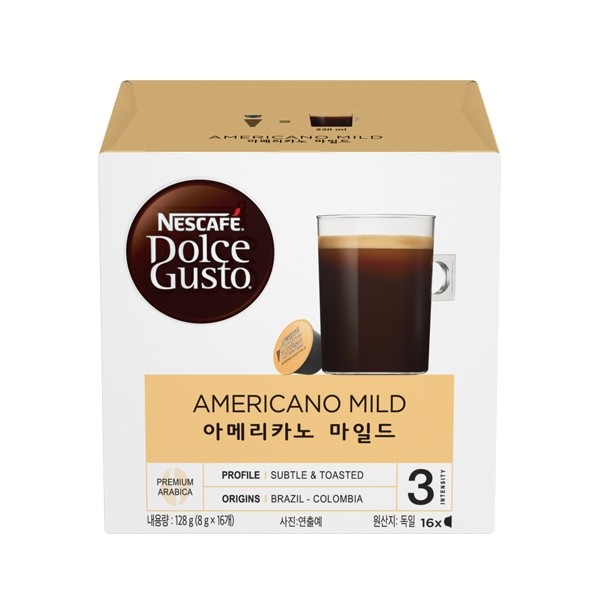 230 ml
AMERICANO MILD
아메리카노 마일드
NESCAFÉ.
DOLCE
GUSTO
AMERICANO MILD
아메리카노 마일드
PREMIUM
ARABICA
PROFILE SUBTLE & TOASTED
ORIGINS BRAZIL - COLOMBIA
3
INTENSITY
내용량 : 128 g (8 g × 16개)
사진:연출예
원산지: 독일
16x